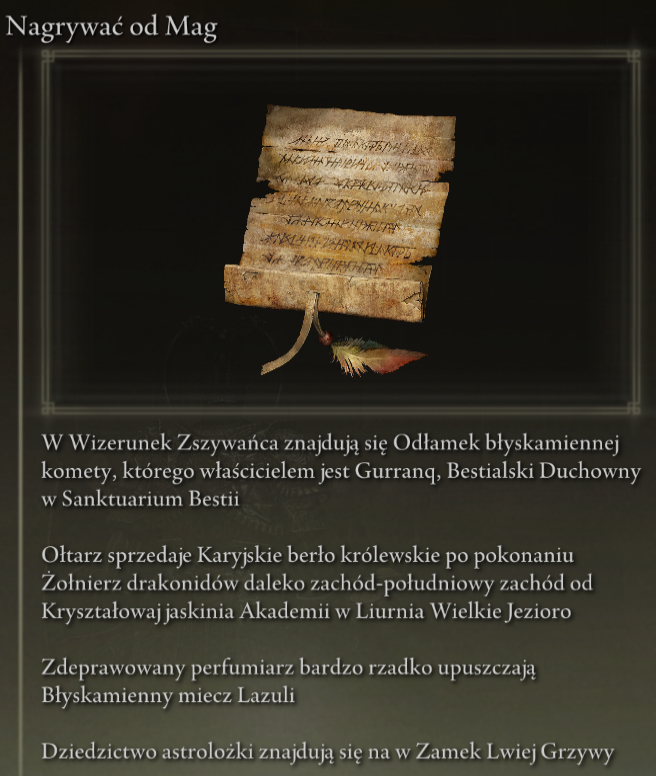 Nagrywać od Mag
W Wizerunek Zszywańca znajdują się Odłamek błyskamiennej
komety, którego właścicielem jest Gurranq, Bestialski Duchowny
w Sanktuarium Bestii
Ołtarz sprzedaje Karyjskie berło królewskie po pokonaniu
Żołnierz drakonidów daleko zachód-południowy zachód od
Kryształowaj jaskinia Akademii w Liurnia Wielkie Jezioro
Zdeprawowany perfumiarz bardzo rzadko upuszczają
Błyskamienny miecz Lazuli
Dziedzictwo astrolożki znajdują się na w Zamek Lwiej Grzywy